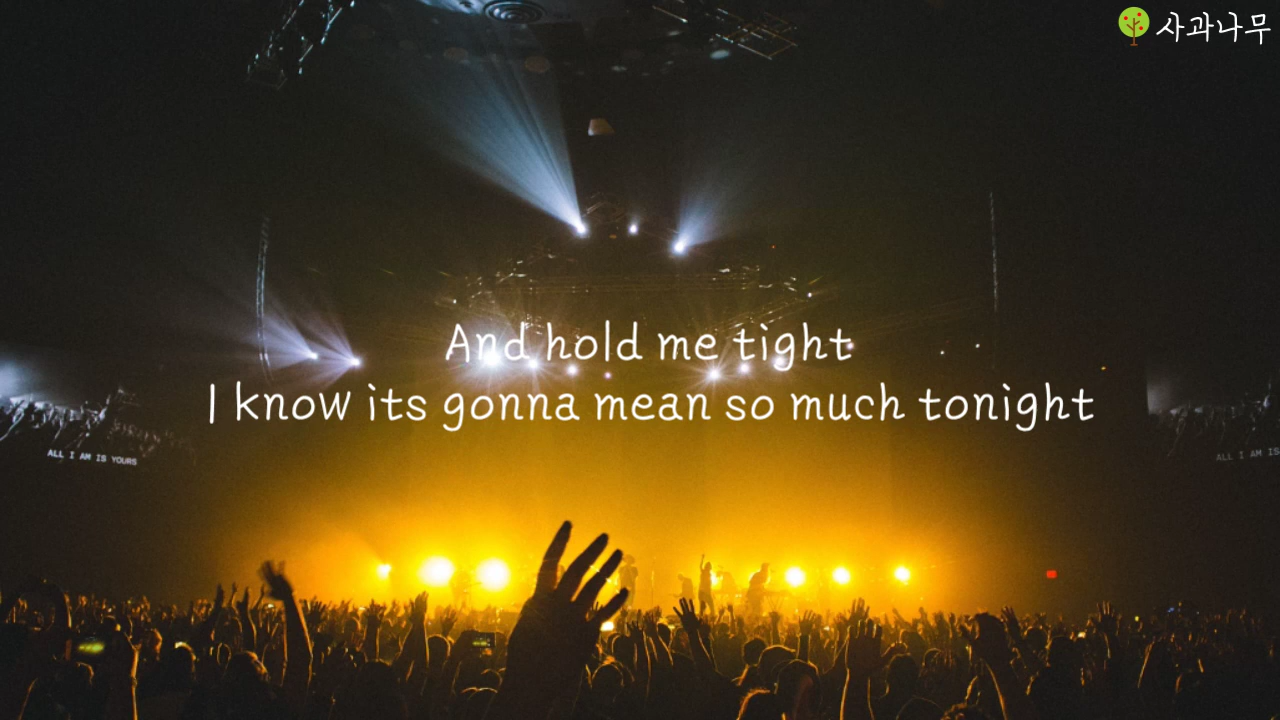 사과나무
And hold me tight
I know its gonna mean so much tonight
ALL I AM IS YOURS
ALL I AM IS